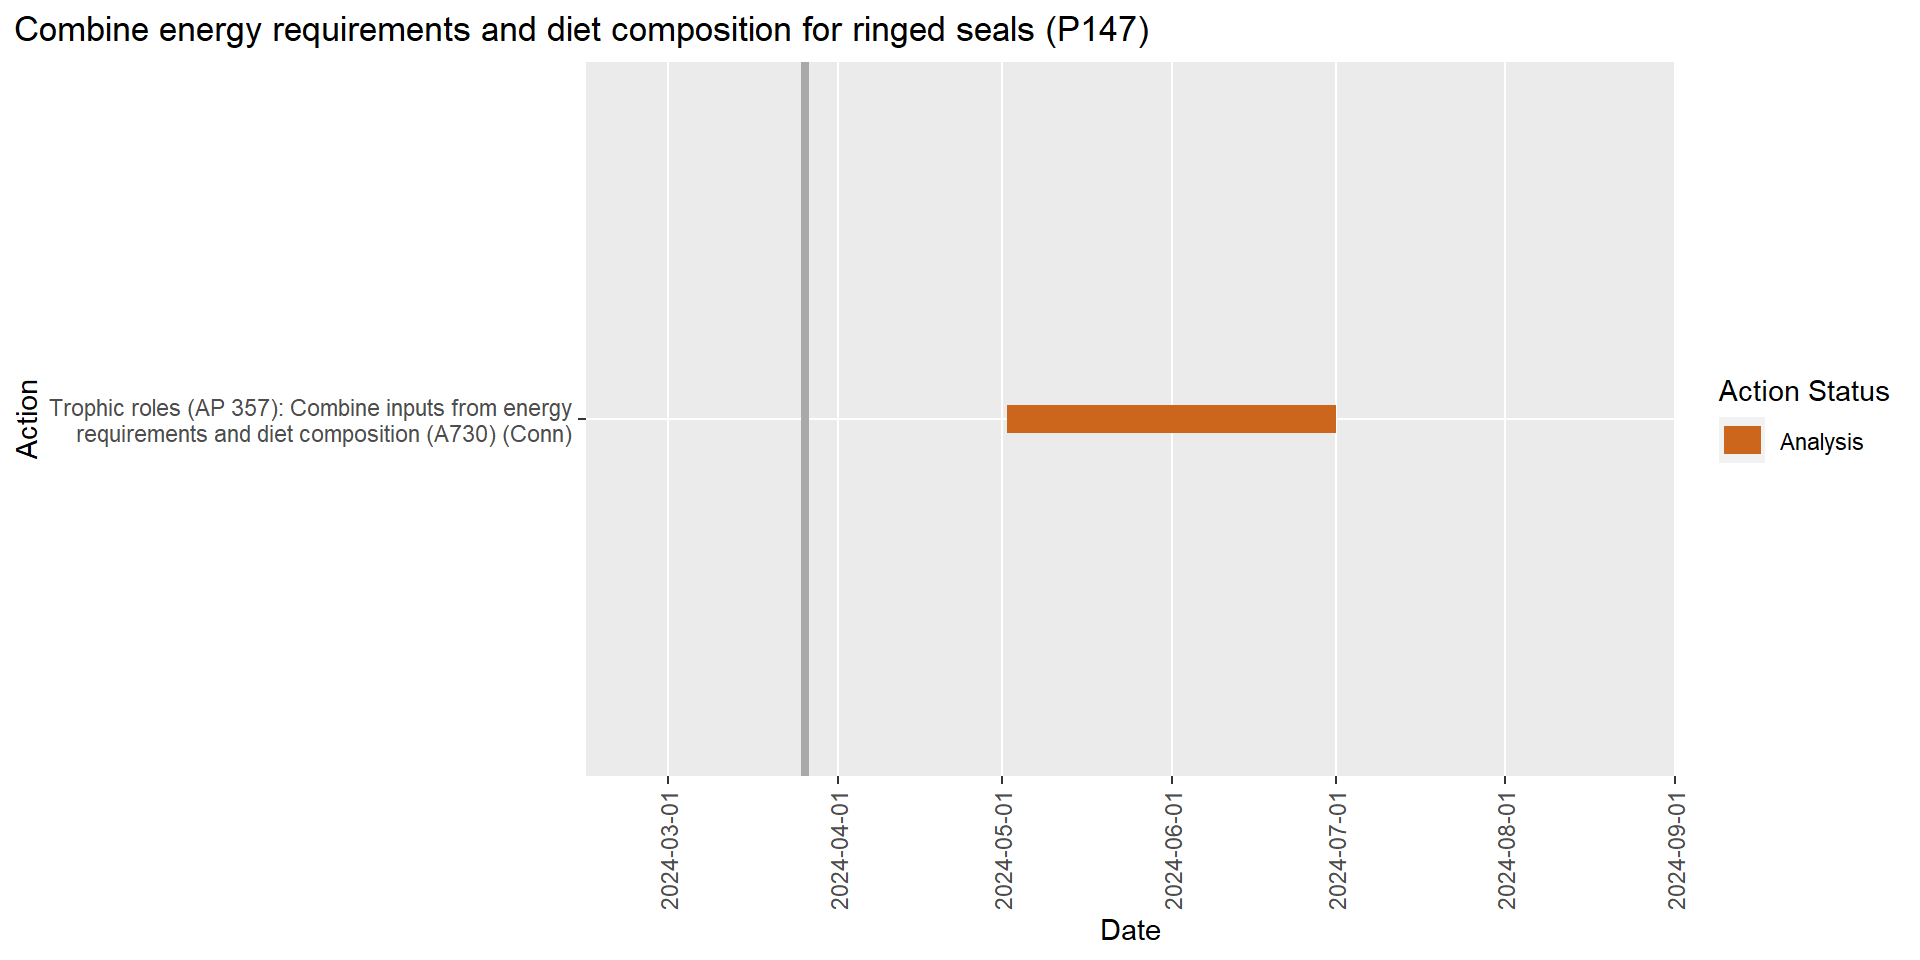 Combine energy requirements and diet composition for ringed seals (P147)
Action
Trophic roles (AP 357): Combine inputs from energy
requirements and diet composition (A730) (Conn)
Action Status
Analysis
2024-03-01
2024-04-01
2024-05-01
2024-06-01
2024-07-01
2024-08-01
2024-09-01
Date